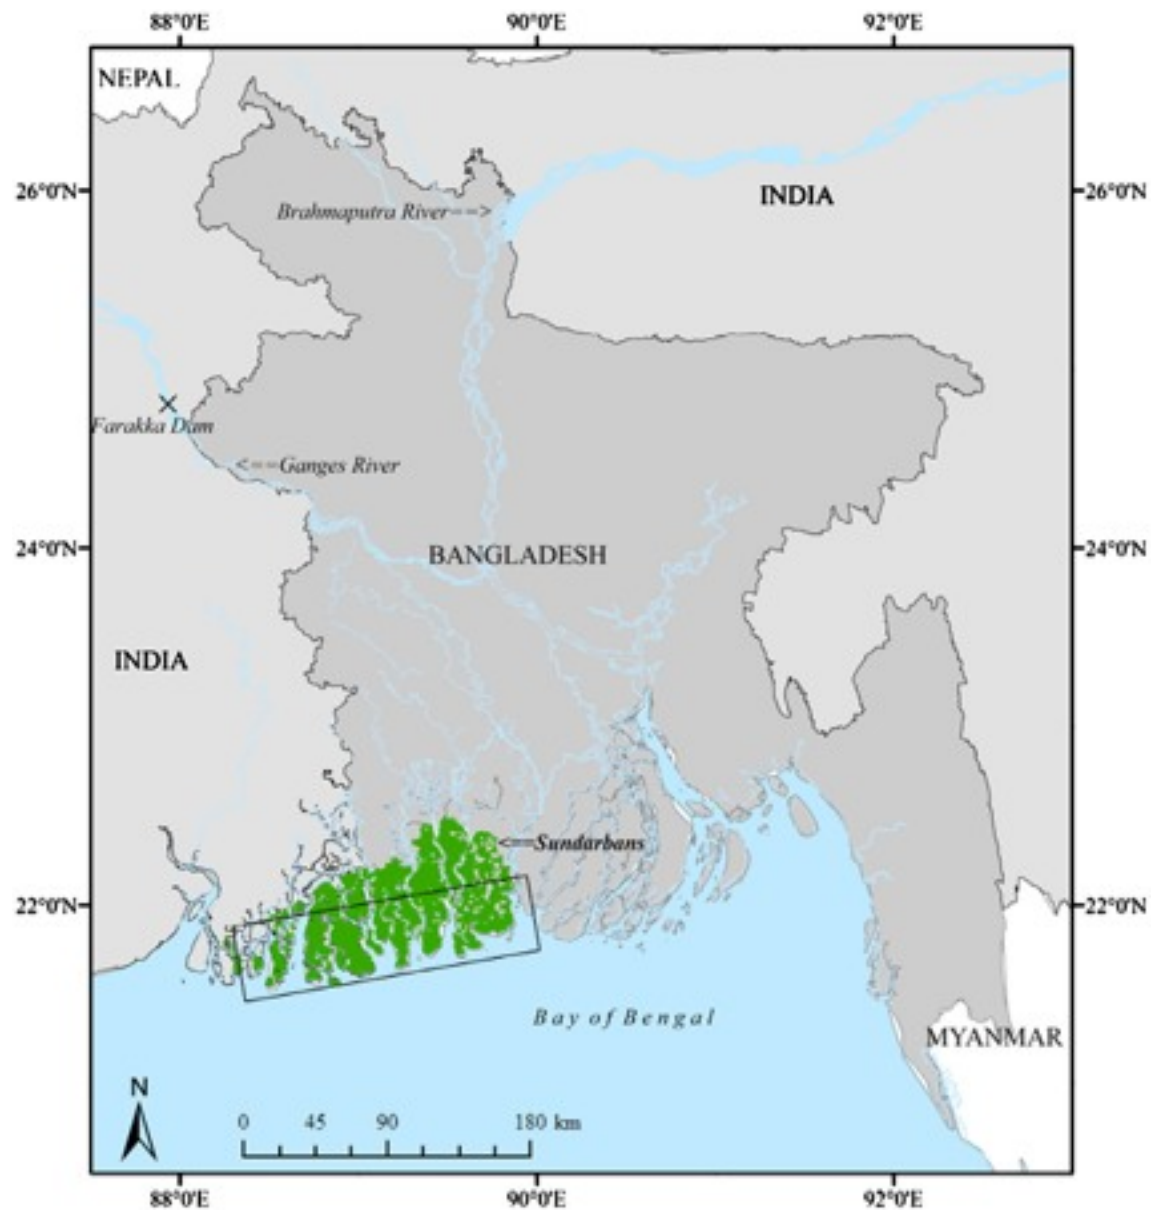 88°0'E
90°0'E
92°0'E
NEPAL
26°0'N
26°0'N
INDIA
Brahmaputra River-->
Farakka Dam
<--Ganges River
24°0'N
24°0'N
BANGLADESH
INDIA
<--Sundarbans
22°0'N
22°0'N
Bay of Bengal
MYANMAR
N
0 45 90 180 km
88°0'E
90°0'E
92°0'E